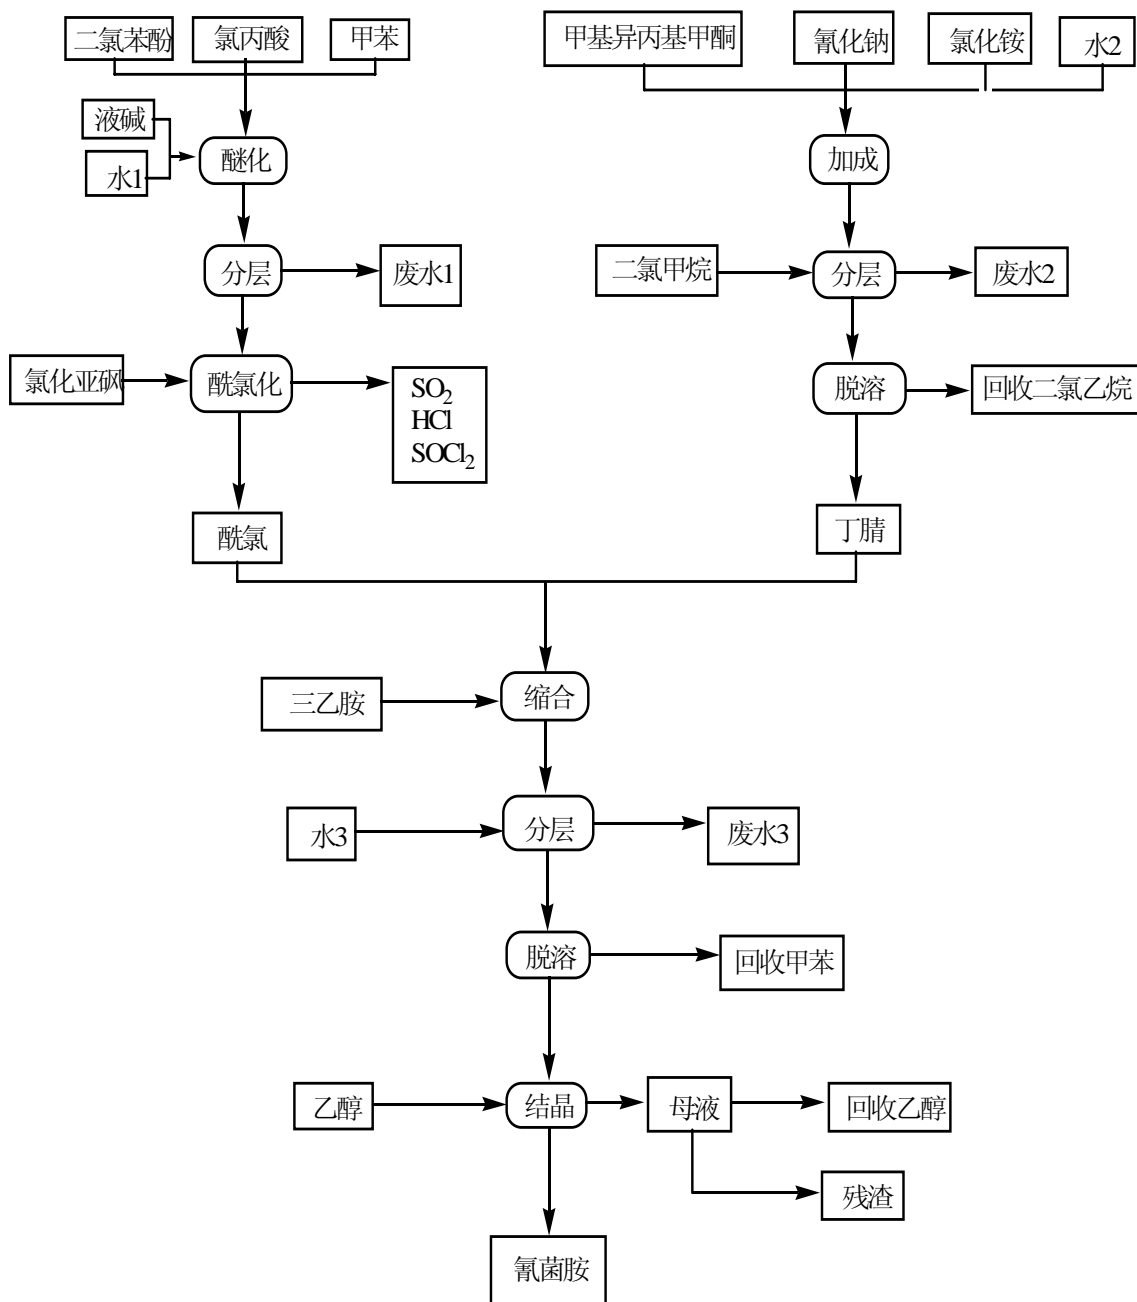 二氯苯酚
氯丙酸
甲苯
甲基异丙基甲酮
氰化钠
氯化铵
水2
液碱
水1
醚化
加成
分层
废水1
二氯甲烷
分层
废水2
氯化亚砜
酰氯化
SO₂
HCl
SOCl₂
脱溶
回收二氯乙烷
酰氯
丁腈
三乙胺
缩合
水3
分层
废水3
脱溶
回收甲苯
乙醇
结晶
母液
回收乙醇
残渣
氰菌胺